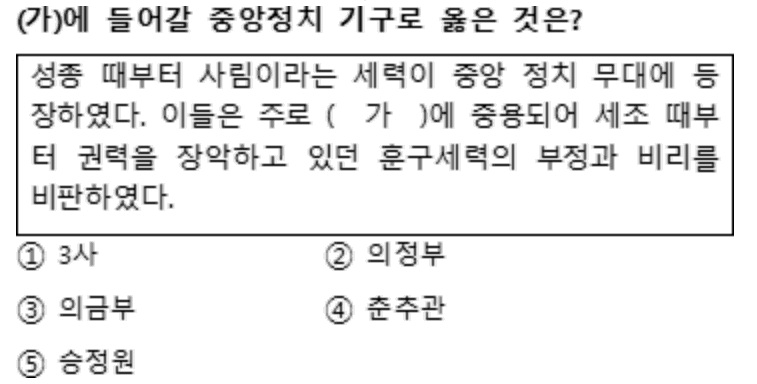 (가)에 들어갈 중앙정치 기구로 옳은 것은?
성종 때부터 사림이라는 세력이 중앙 정치 무대에 등
장하였다. 이들은 주로 ( 가 )에 중용되어 세조 때부
터 권력을 장악하고 있던 훈구세력의 부정과 비리를
비판하였다.
① 3사 ② 의정부
③ 의금부 ④ 춘추관
⑤ 승정원